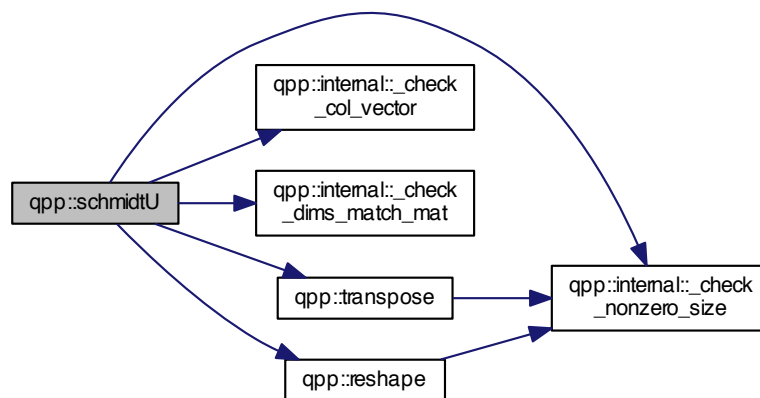 qpp::internal::_check
_col_vector
qpp::schmidtU
qpp::internal::_check
_dims_match_mat
qpp::transpose
qpp::internal::_check
_nonzero_size
qpp::reshape